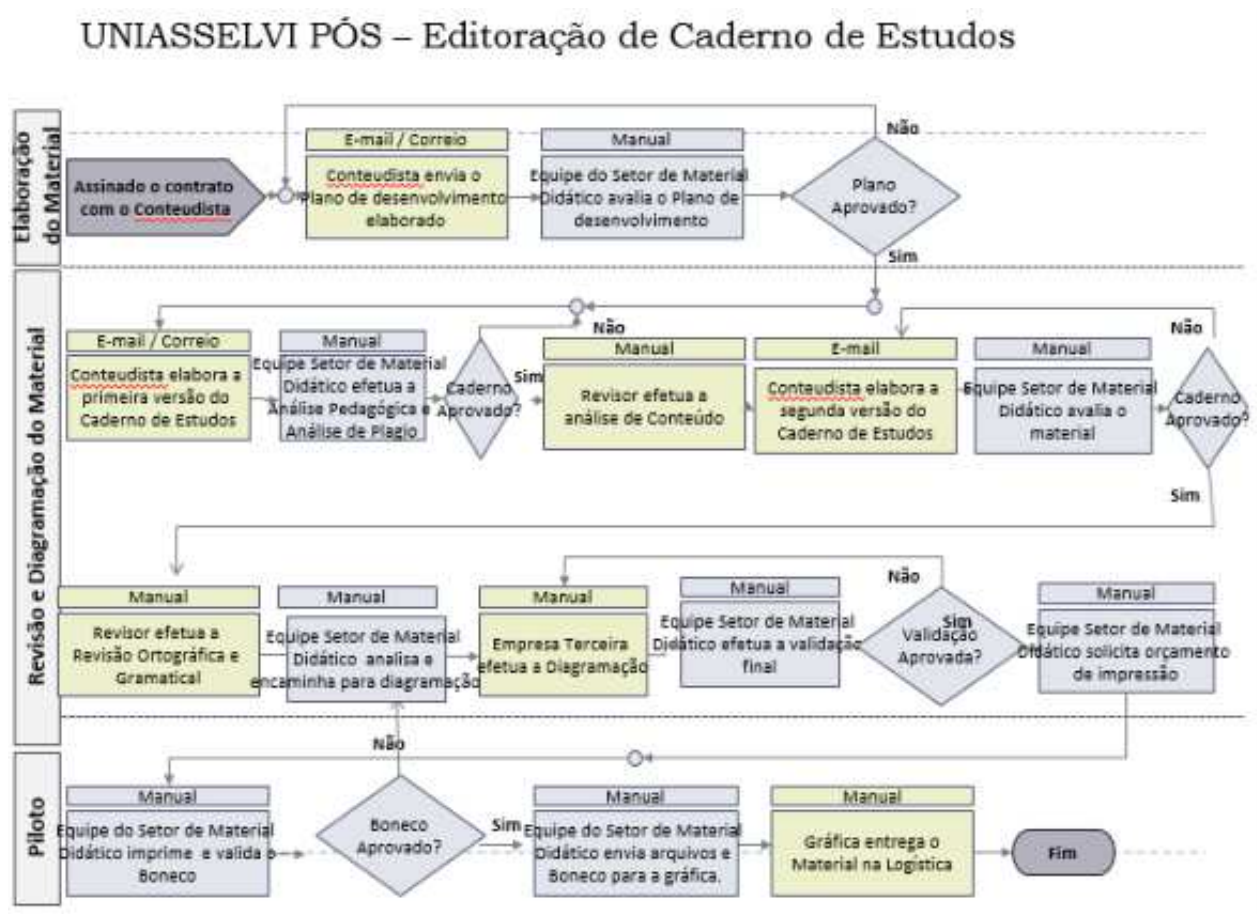 UNIASSELVI PÓS – Editoração de Caderno de Estudos
Elaboração
do Material
Não
E-mail / Correio
Manual
Assinado o contrato
com o Conteudista
Conteudista envia o
Plano de desenvolvimento
elaborado
Equipe do Setor de Material
Didático avalia o Plano de
desenvolvimento
Plano
Aprovado?
Sim
Revisão e Diagramação do Material
E-mail / Correio
Conteudista elabora a
primeira versão do
Caderno de Estudos
Manual
Equipe Setor de Material
Didático efetua a
Análise Pedagógica e
Análise de Plagio
Caderno
Aprovado?
Não
Sim
Manual
Revisor efetua a
análise de Conteúdo
E-mail
Conteudista elabora a
segunda versão do
Caderno de Estudos
Manual
Equipe Setor de Material
Didático avalia o
material
Não
Caderno
Aprovado?
Sim
Manual
Revisor efetua a
Revisão Ortográfica e
Gramatical
Manual
Equipe Setor de Material
Didático analisa e
encaminha para diagramação
Manual
Empresa Terceira
efetua a Diagramação
Manual
Equipe Setor de Material
Didático efetua a validação
final
Não
Validação
Aprovada?
Sim
Manual
Equipe Setor de Material
Didático solicita orçamento
de impressão
Piloto
Manual
Equipe do Setor de Material
Didático imprime e valida o
Boneco
Não
Boneco
Aprovado?
Sim
Manual
Equipe do Setor de Material
Didático envia arquivos e
Boneco para a gráfica.
Manual
Gráfica entrega o
Material na Logística
Fim